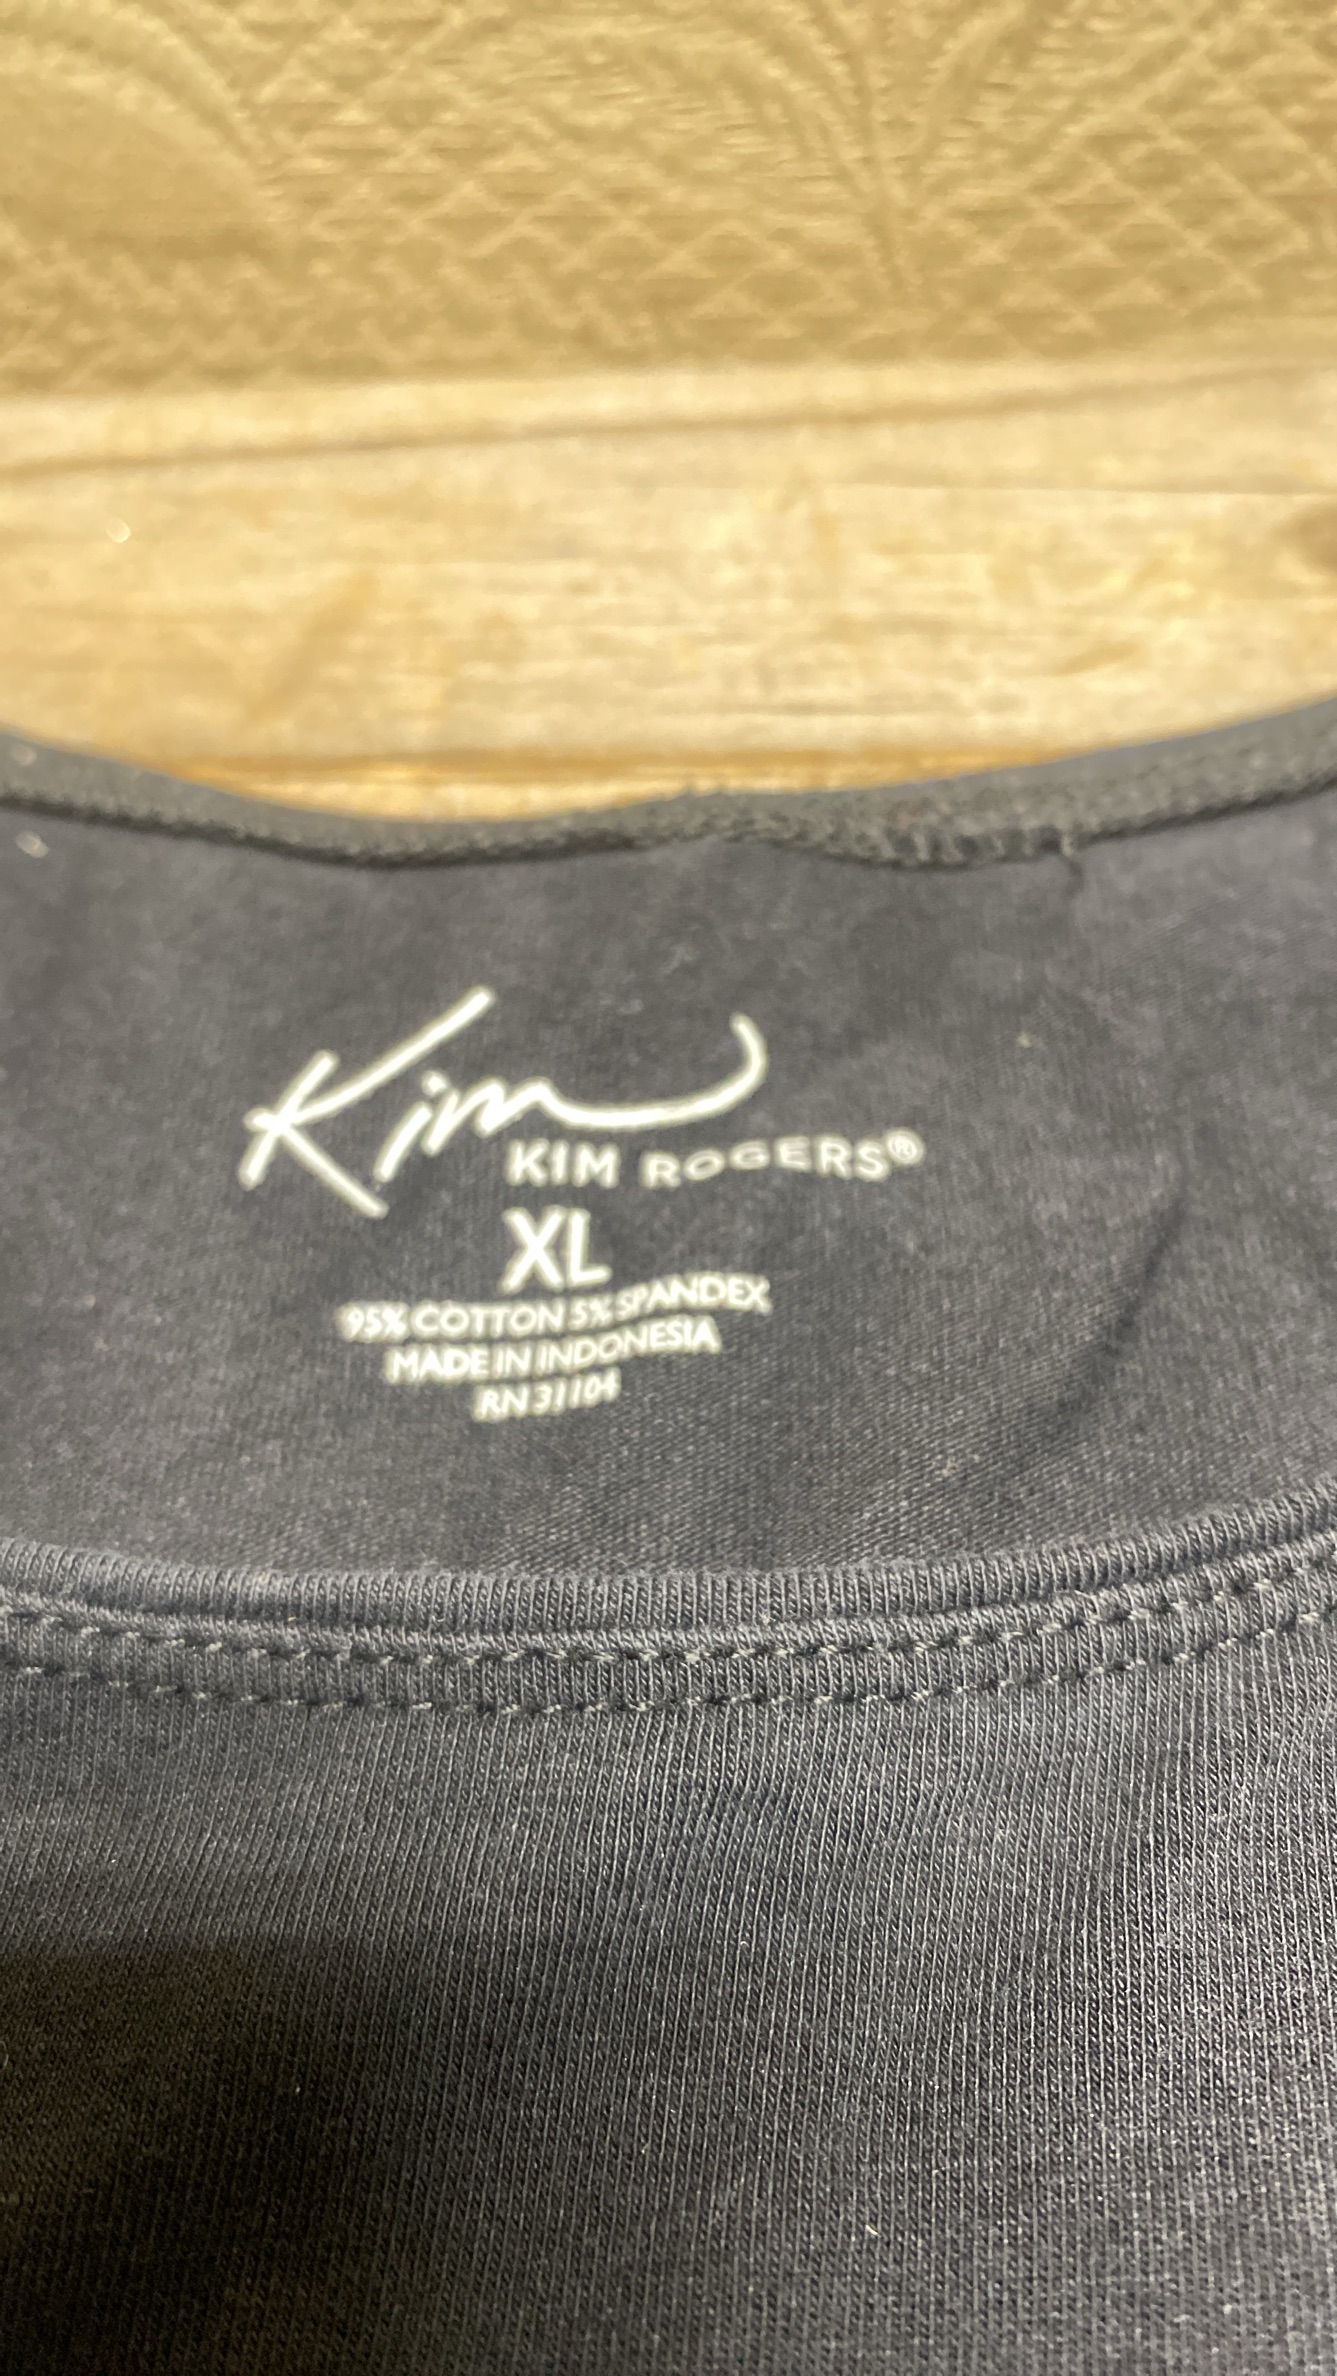 Kim
KIM ROGERS®
XL
95% COTTON 5% SPANDEX
MADE IN INDONESIA
RN 31104